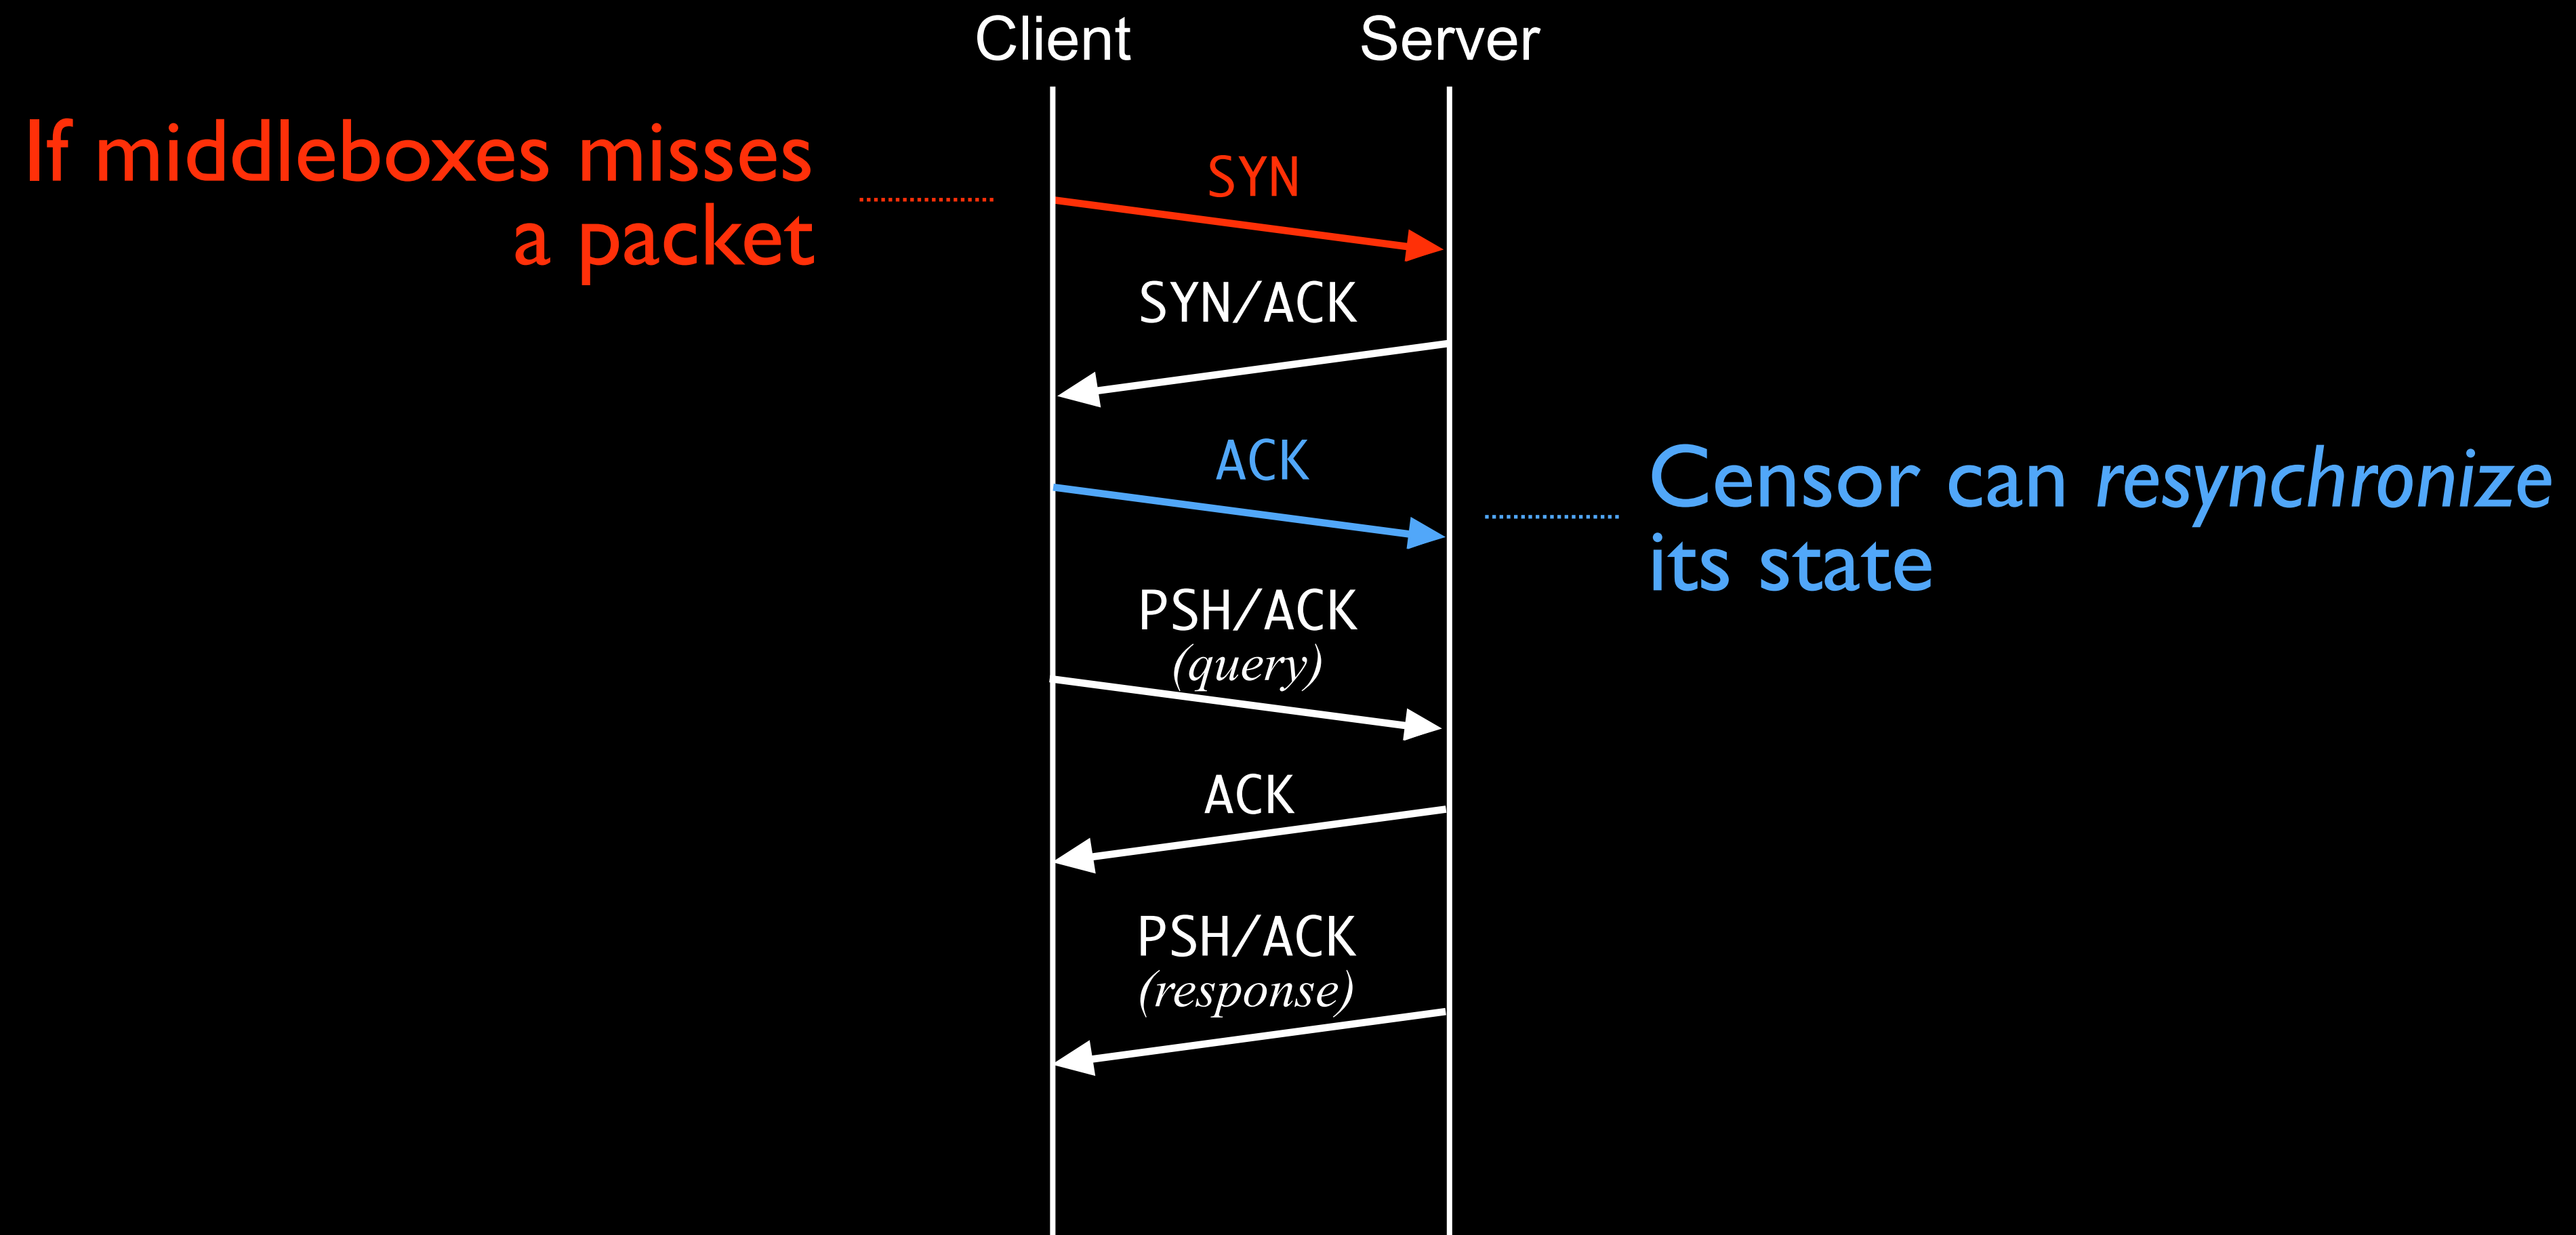 Client
Server
If middleboxes misses
a packet
SYN
SYN/ACK
ACK
Censor can resynchronize
its state
PSH/ACK
(query)
ACK
PSH/ACK
(response)